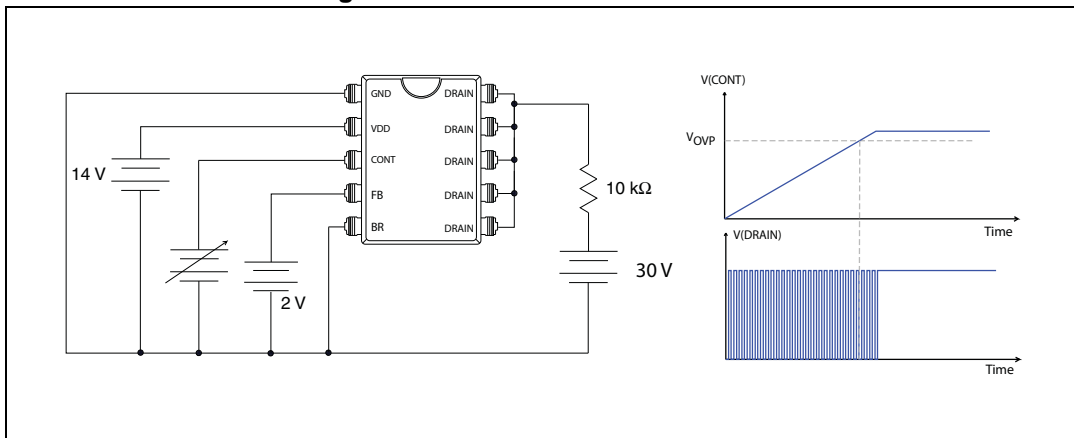 GND
VDD
CONT
FB
BR
DRAIN
DRAIN
DRAIN
DRAIN
DRAIN
14 V
2 V
10 kΩ
30 V
V(CONT)
VOVP
Time
V(DRAIN)
Time